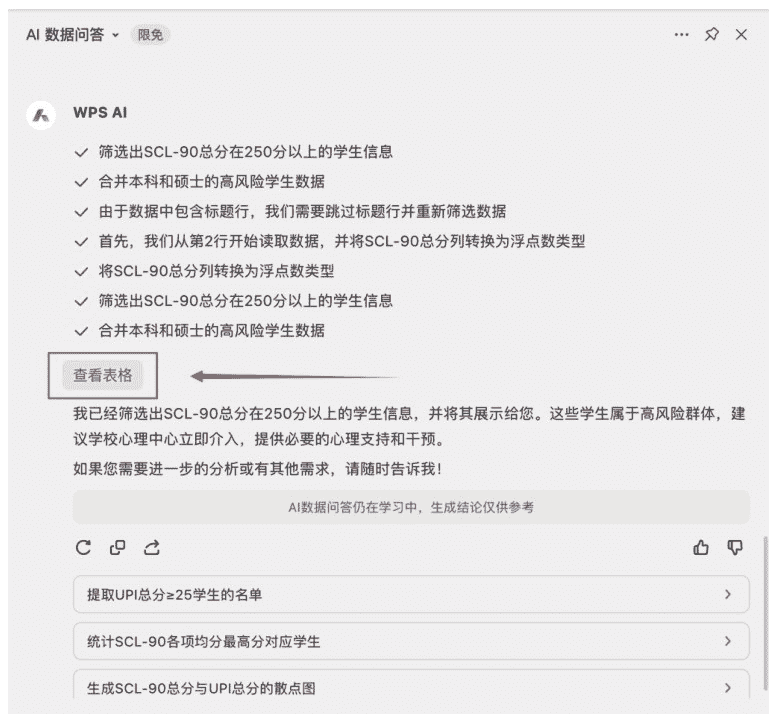 AI 数据问答 限免
WPS AI
筛选出SCL-90总分在250分以上的学生信息
合并本科和硕士的高风险学生数据
由于数据中包含标题行，我们需要跳过标题行并重新筛选数据
首先，我们从第2行开始读取数据，并将SCL-90总分列转换为浮点数类型
将SCL-90总分列转换为浮点数类型
筛选出SCL-90总分在250分以上的学生信息
合并本科和硕士的高风险学生数据
查看表格
我已经筛选出SCL-90总分在250分以上的学生信息，并将其展示给您。这些学生属于高风险群体，建
议学校心理中心立即介入，提供必要的心理支持和干预。
如果您需要进一步的分析或有其他需求，请随时告诉我！
AI数据问答仍在学习中，生成结论仅供参考
提取UPI总分≥25学生的名单
统计SCL-90各项均分最高分对应学生
生成SCL-90总分与UPI总分的散点图